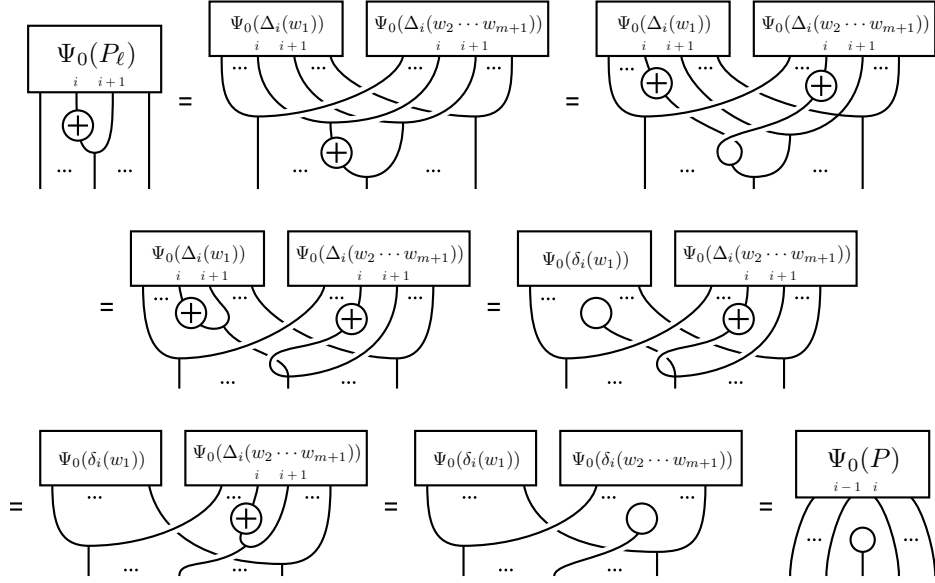 Ψ₀(Δᵢ(w₁)) Ψ₀(Δᵢ(w₂ ⋯ wₘ₊₁)) Ψ₀(Δᵢ(w₁)) Ψ₀(Δᵢ(w₂ ⋯ wₘ₊₁))
i i+1 i i+1 i i+1 i i+1
Ψ₀(P_ℓ)
i i+1
... ... ... ... ... ... ... ...
+ = + = + +
... ... ... ... ... ...
Ψ₀(Δᵢ(w₁)) Ψ₀(Δᵢ(w₂ ⋯ wₘ₊₁)) Ψ₀(δᵢ(w₁)) Ψ₀(Δᵢ(w₂ ⋯ wₘ₊₁))
i i+1 i i+1 i i+1
... ... ... ... ... ...
= + + = +
... ... ... ...
Ψ₀(δᵢ(w₁)) Ψ₀(Δᵢ(w₂ ⋯ wₘ₊₁)) Ψ₀(δᵢ(w₁)) Ψ₀(δᵢ(w₂ ⋯ wₘ₊₁)) Ψ₀(P)
i i+1 i−1 i
... ... ... ...
= + = =
... ... ... ... ... ...